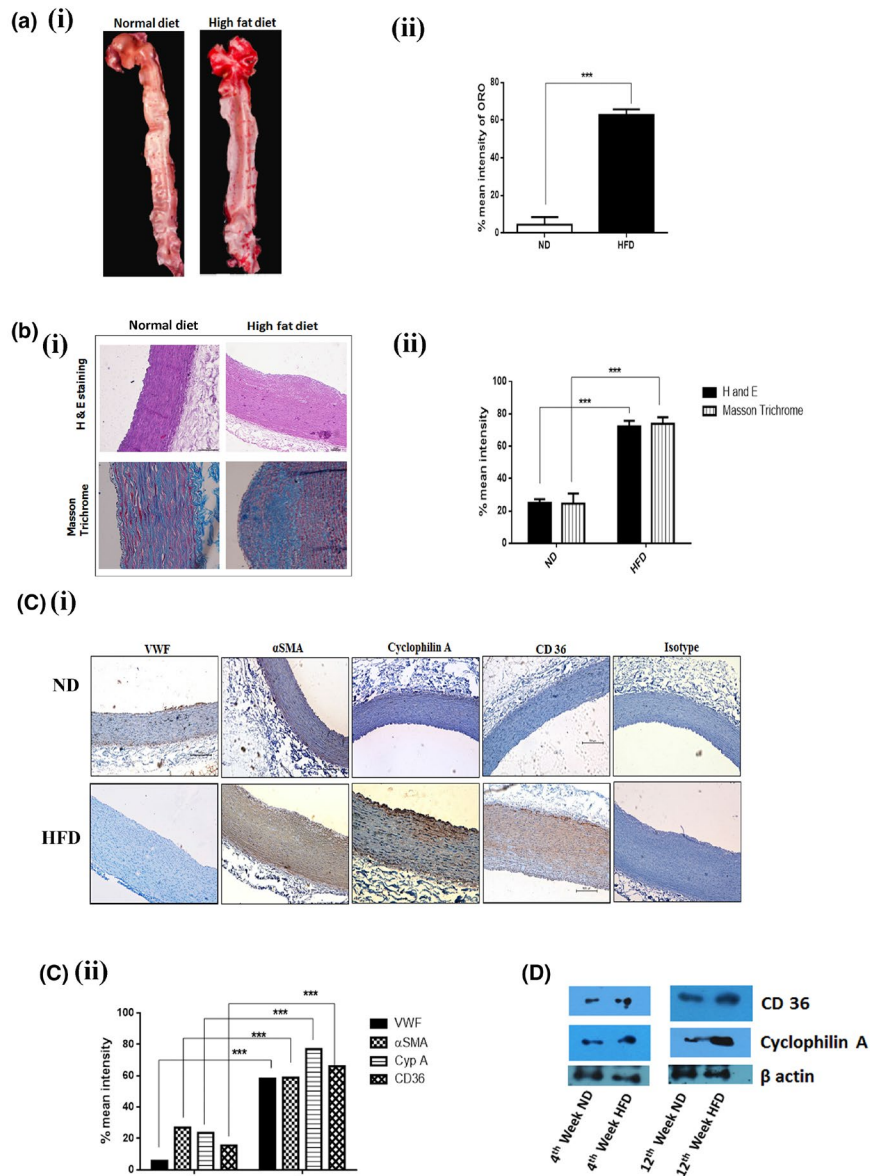 (a) (i)
Normal diet High fat diet
(ii)
***
% mean intensity of ORO
80
60
40
20
0
ND HFD
(b) (i)
Normal diet High fat diet
H & E staining
Masson
Trichrome
(ii)
***
***
H and E
Masson Trichrome
% mean intensity
100
80
60
40
20
0
ND HFD
(C) (i)
VWF αSMA Cyclophilin A CD 36 Isotype
ND
HFD
(C) (ii)
***
***
***
***
VWF
αSMA
Cyp A
CD36
% mean intensity
100
80
60
40
20
0
(D)
CD 36
Cyclophilin A
β actin
4th Week ND
4th Week HFD
12th Week ND
12th Week HFD